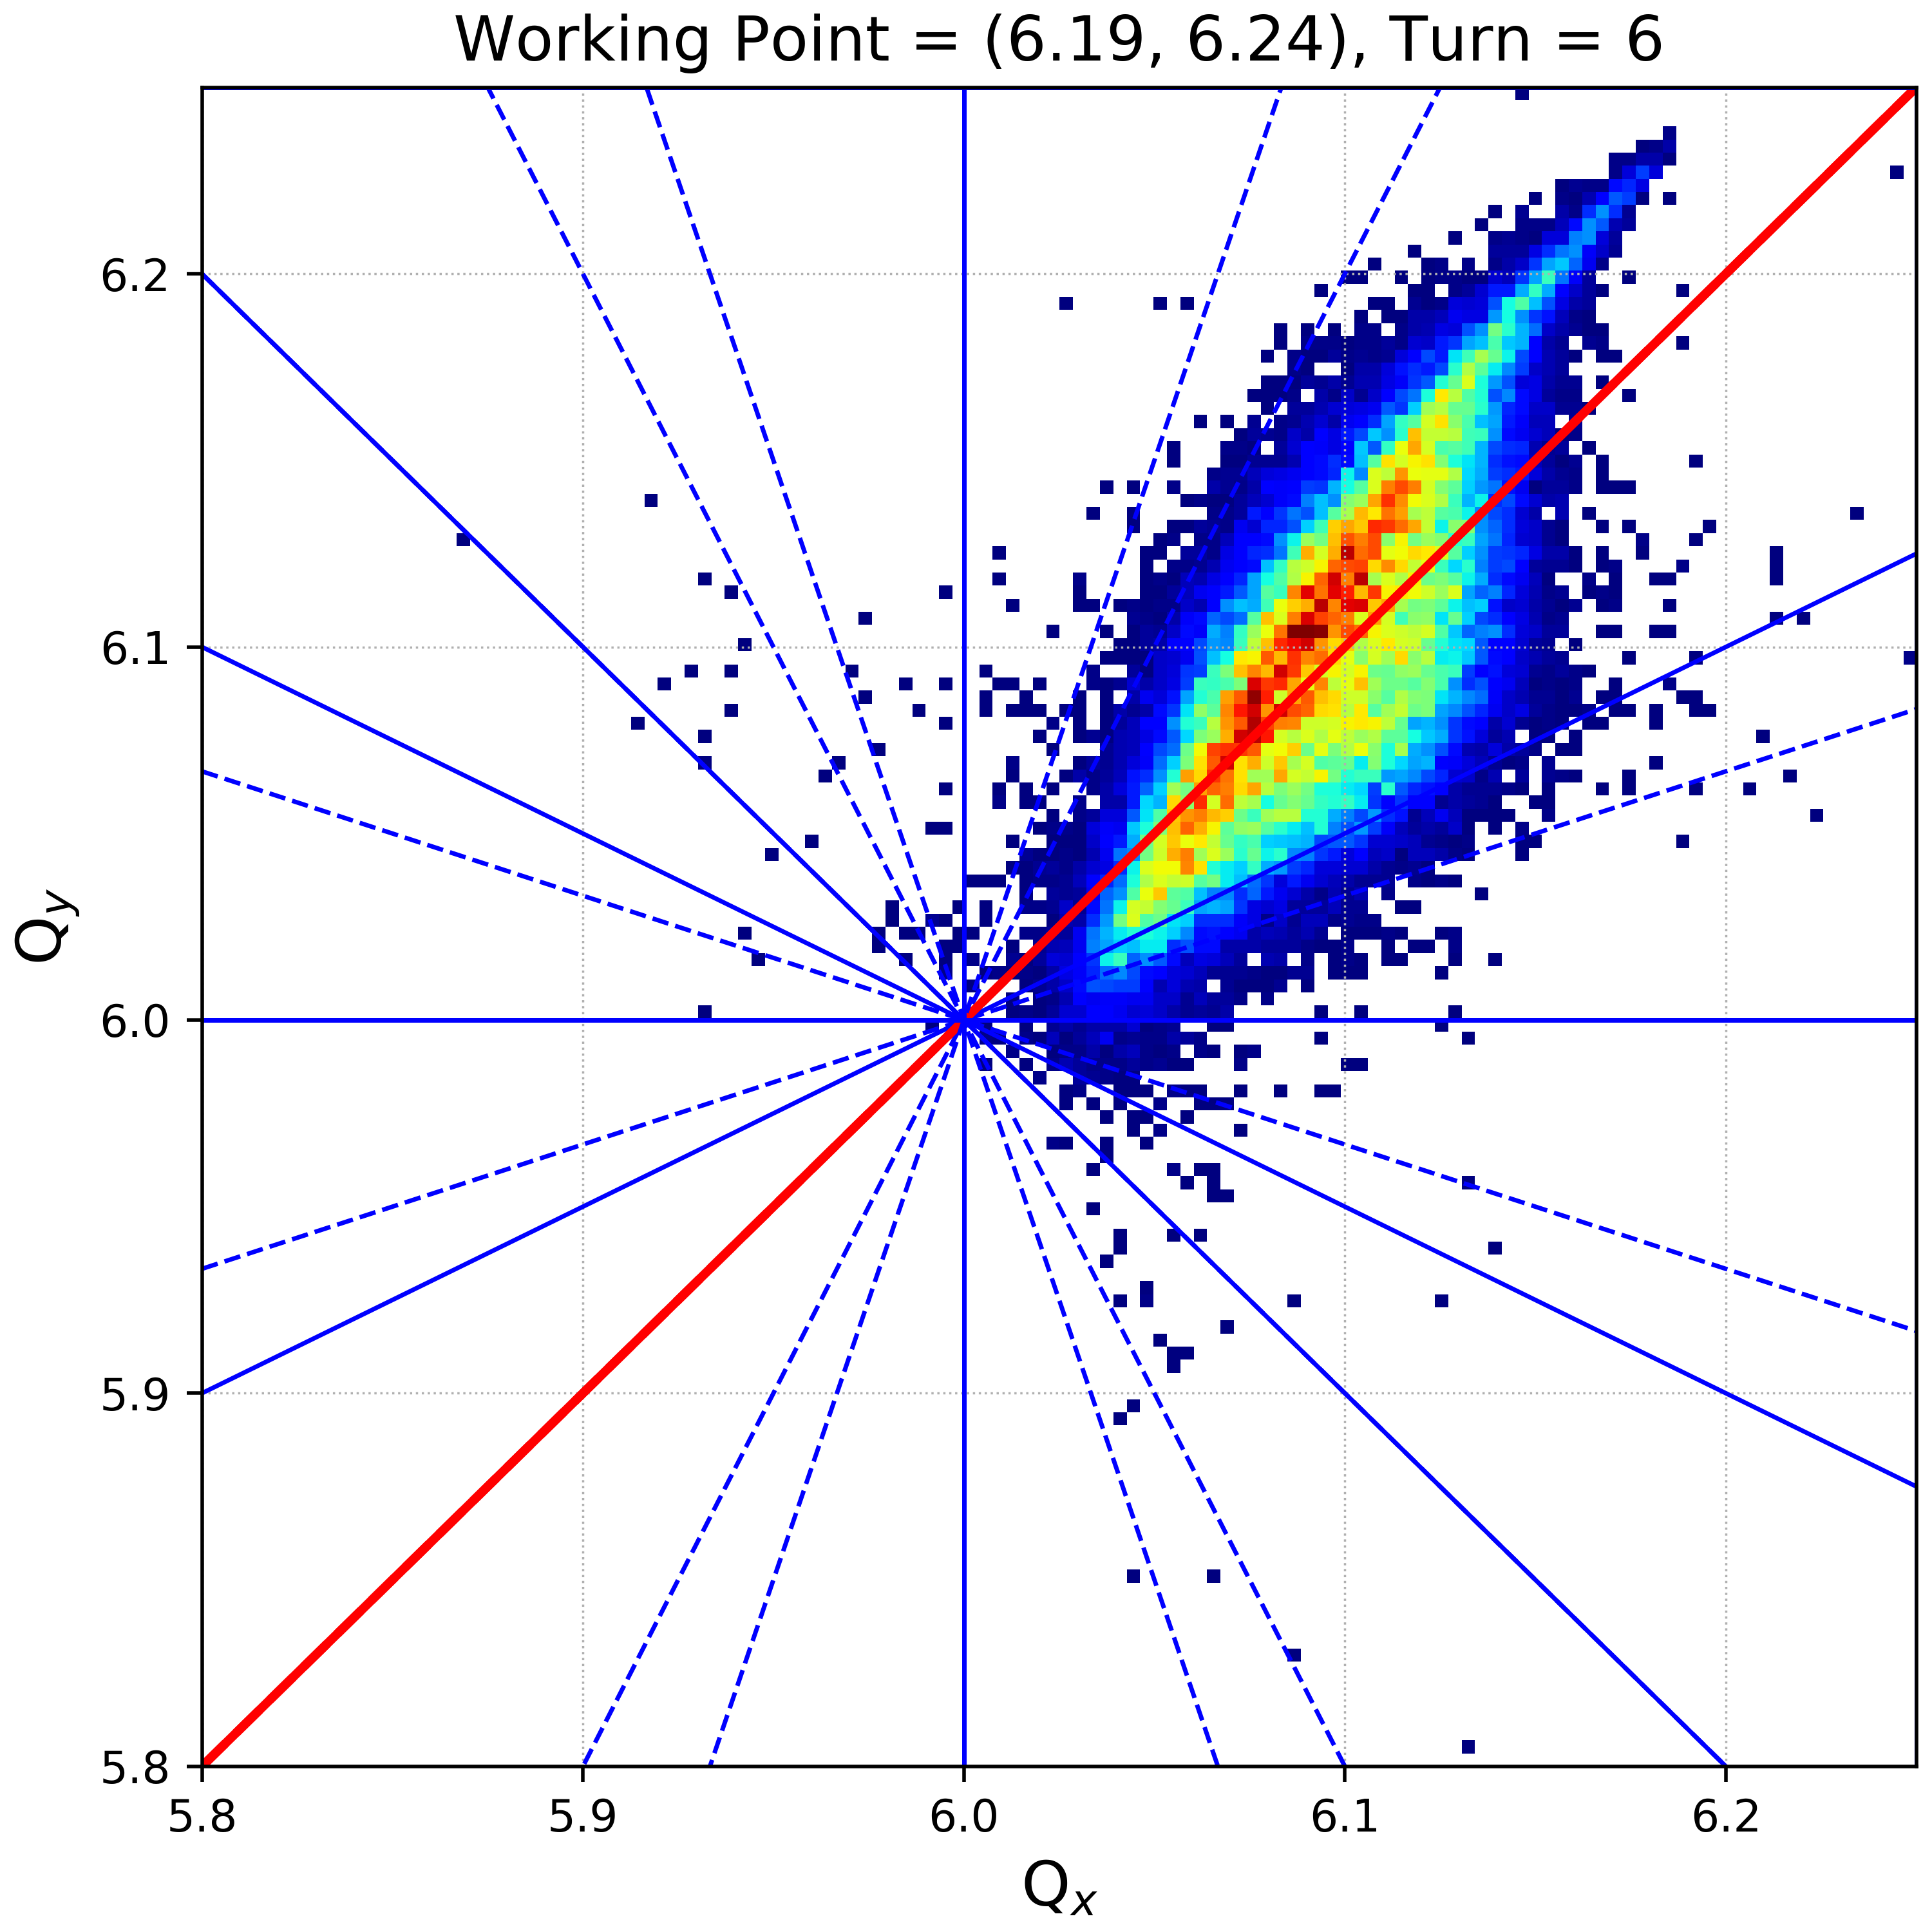 Working Point = (6.19, 6.24), Turn = 6
6.2
6.1
6.0
5.9
5.8
Qy
5.8 5.9 6.0 6.1 6.2
Qx